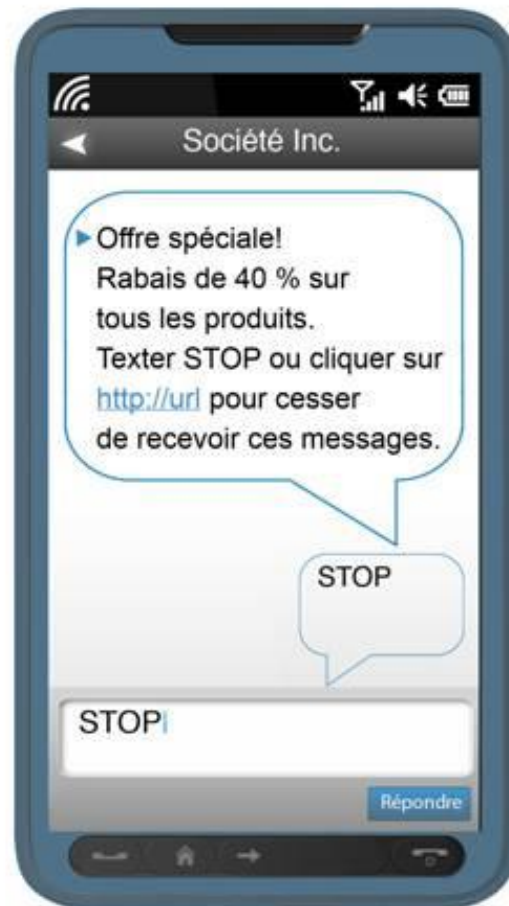 Société Inc.
Offre spéciale!
Rabais de 40 % sur
tous les produits.
Texter STOP ou cliquer sur
http://url pour cesser
de recevoir ces messages.
STOP
STOP
Répondre